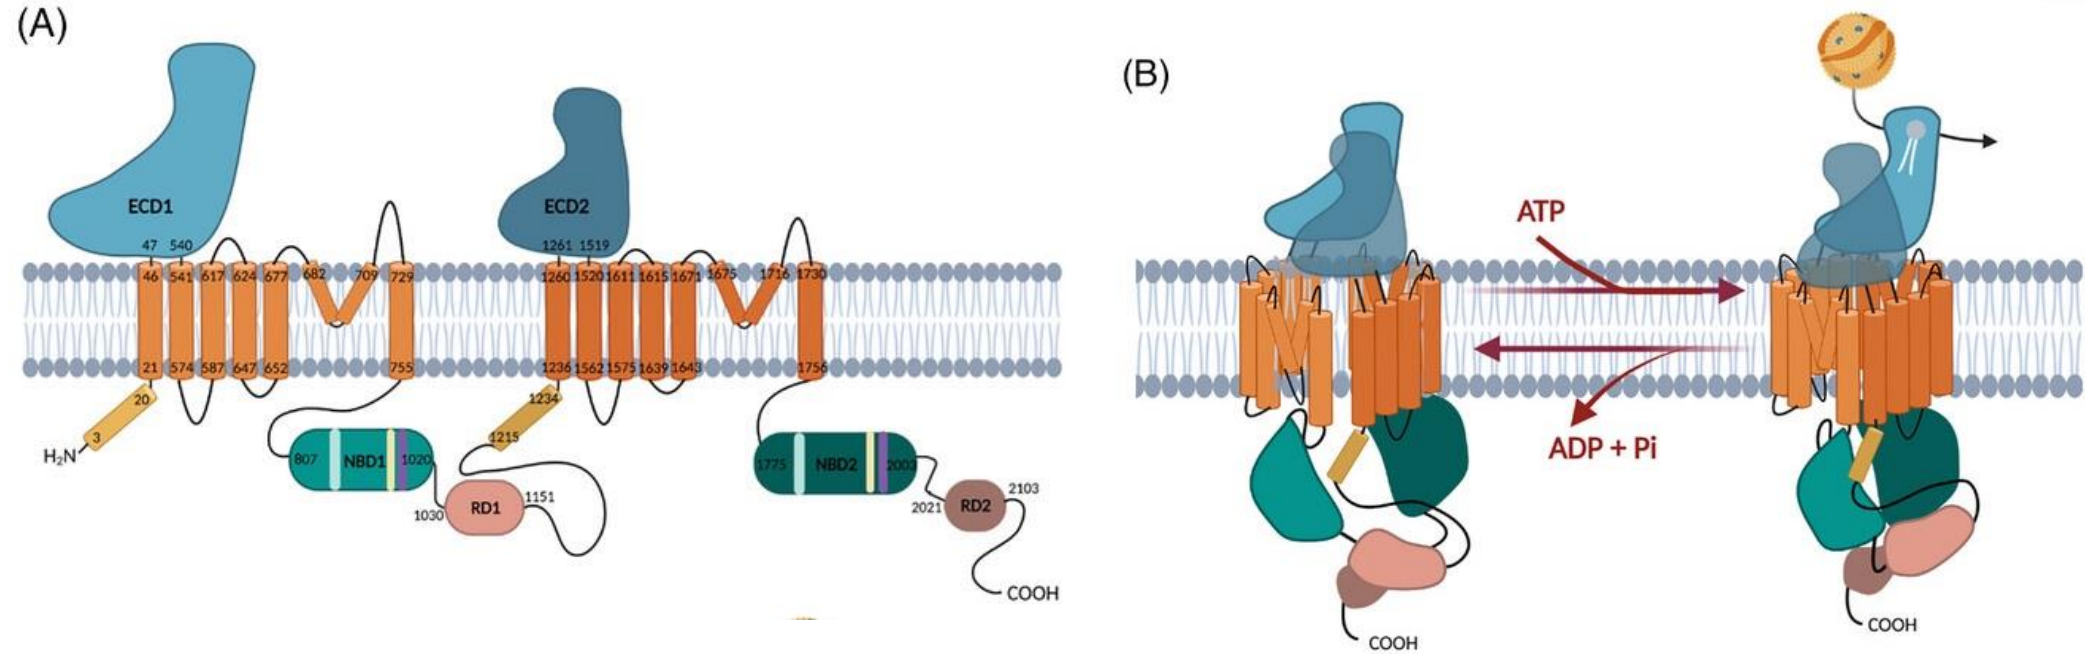 (A)
(B)
ECD1
ECD2
47 540
1261 1519
46 541 617 624 677 682 709 729
1260 1520 1611 1615 1671 1675 1716 1730
21 574 587 647 652 755
1236 1562 1575 1639 1643 1756
20
3
H₂N
1234
1215
807 NBD1 1020
1775 NBD2 2003
1030 RD1 1151
2021 RD2 2103
COOH
ATP
ADP + Pi
COOH
COOH